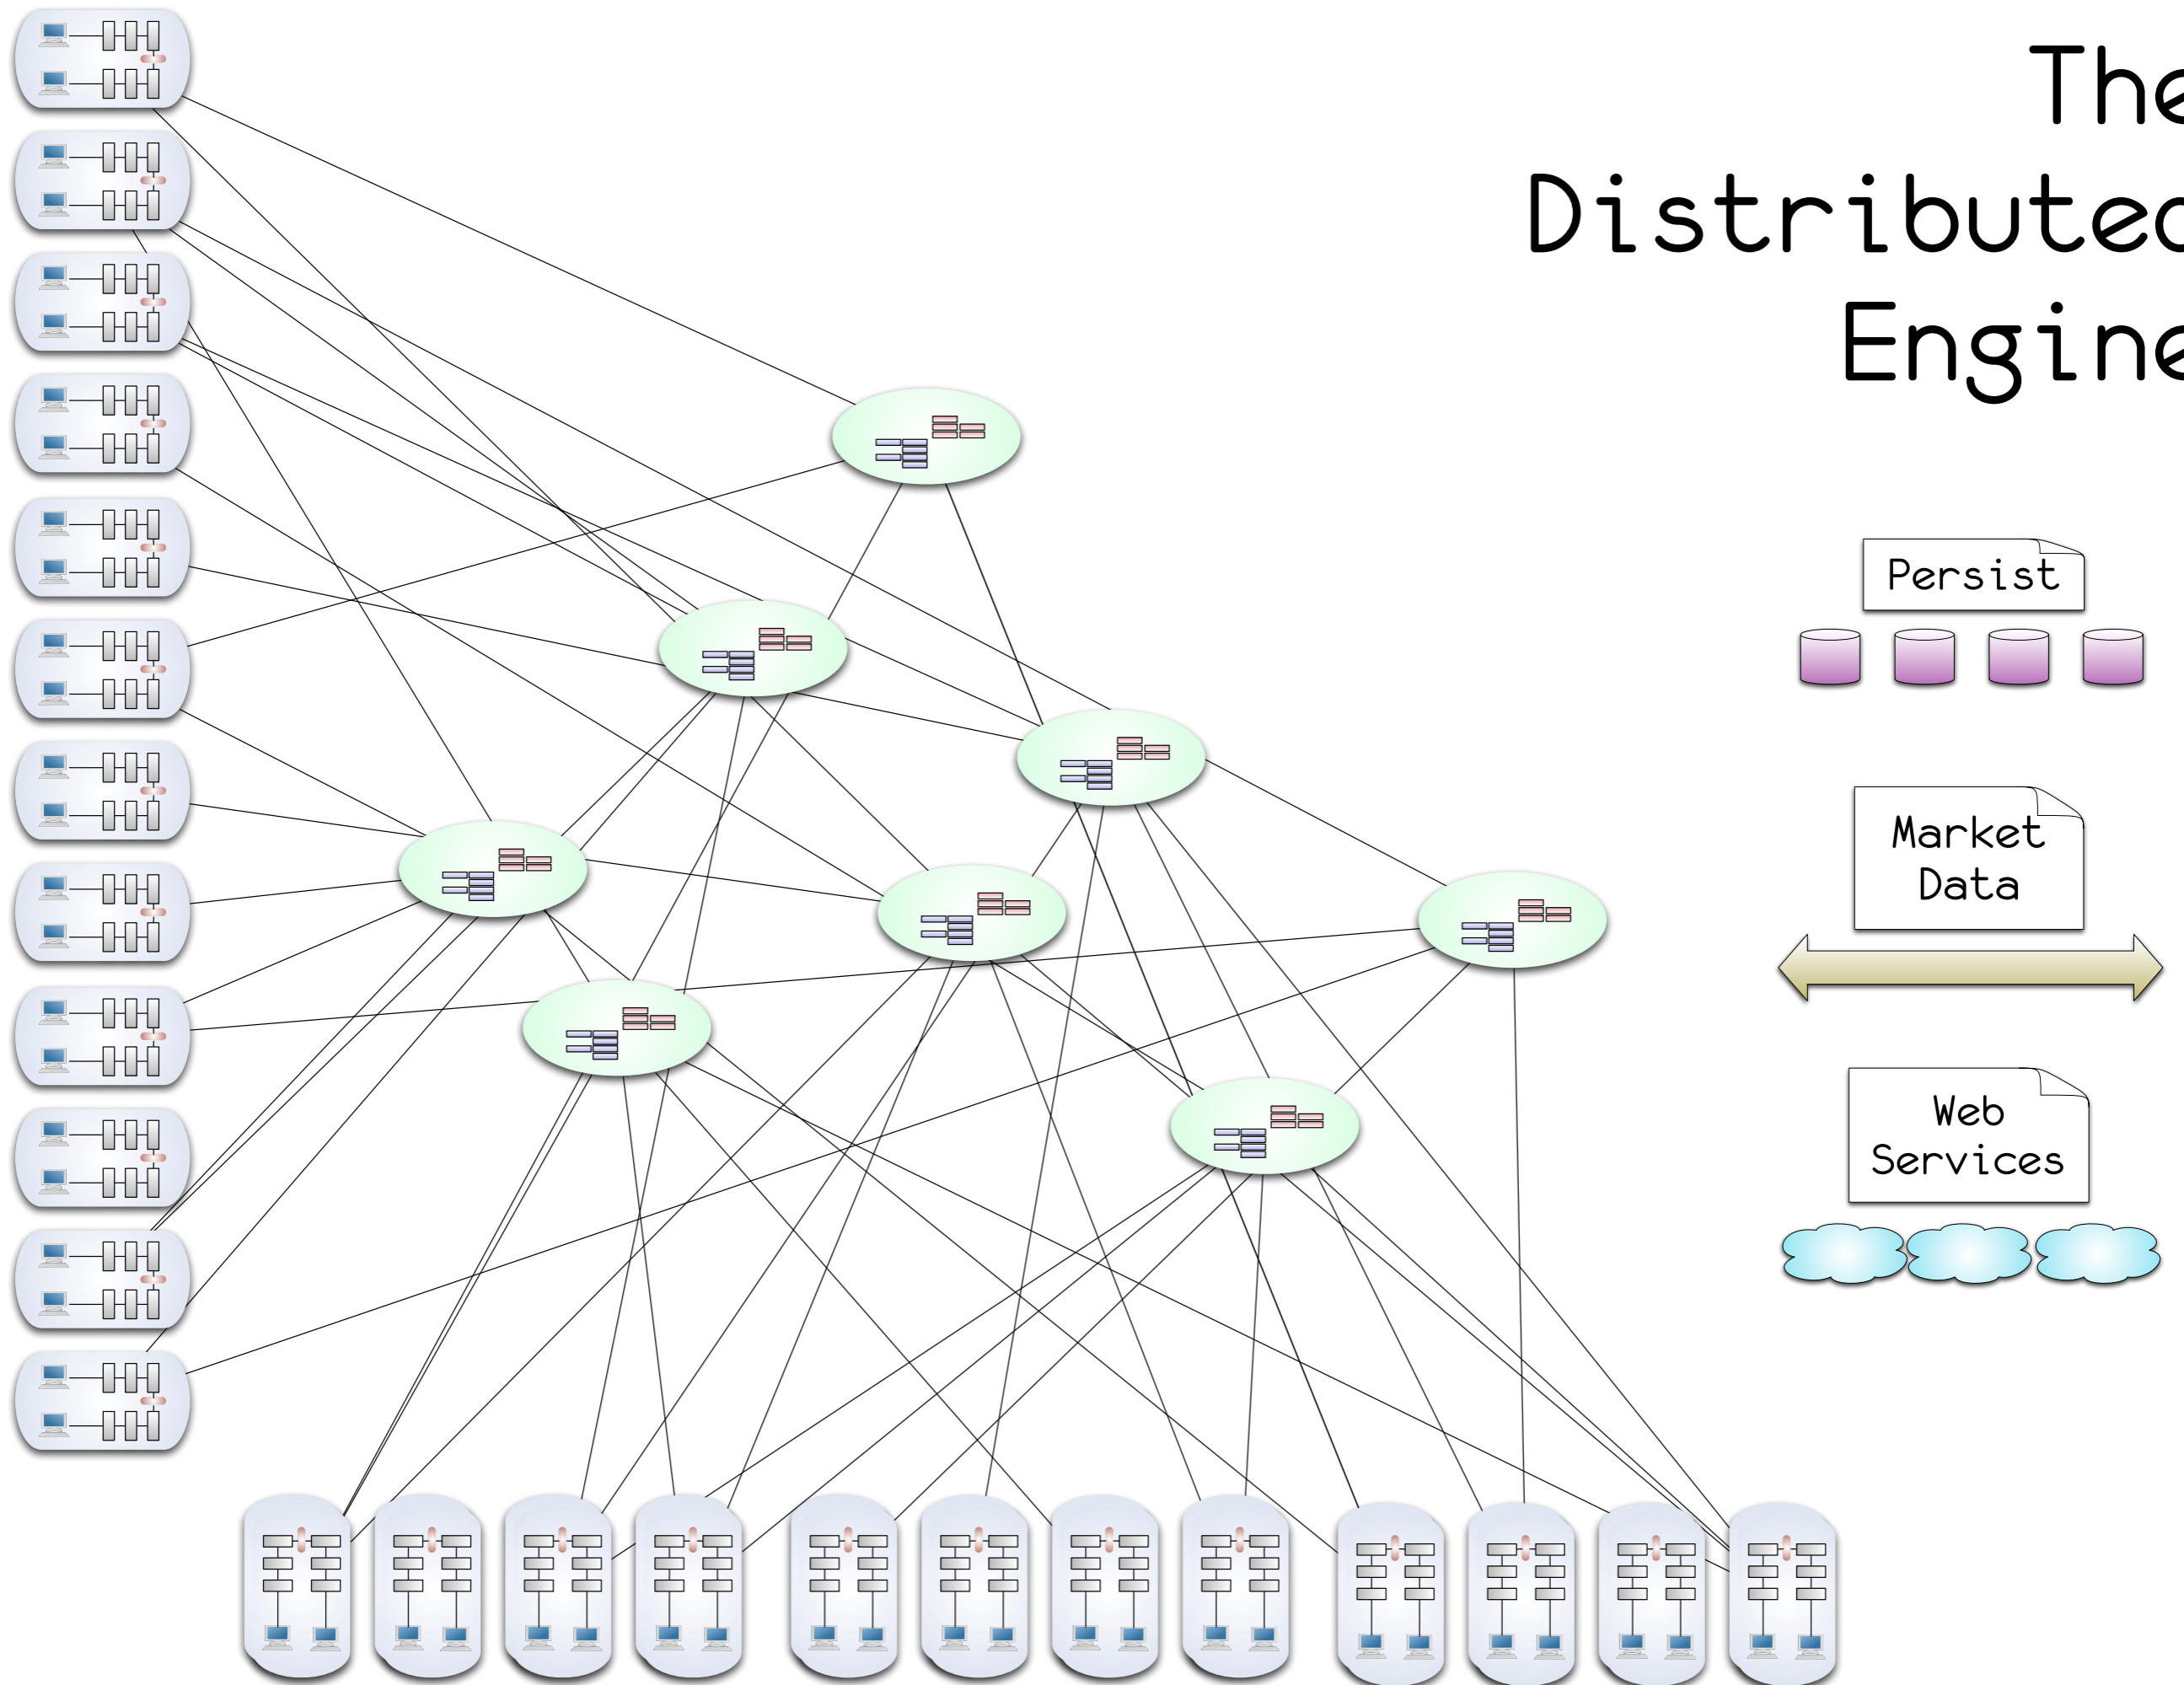 The
Distributed
Engine
Persist
Market
Data
Web
Services